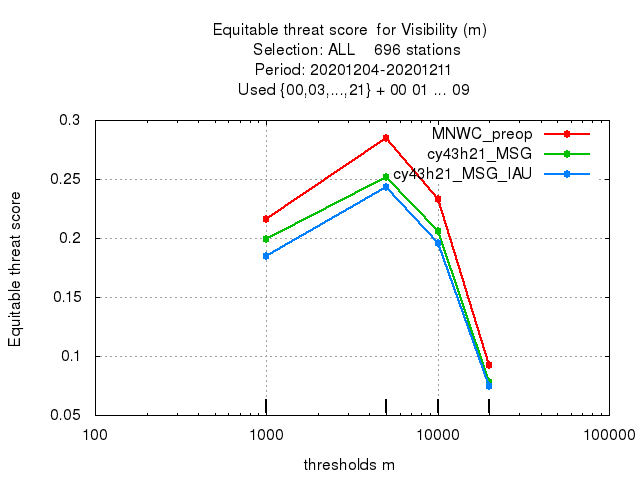 Equitable threat score  for Visibility (m)
Selection: ALL    696 stations
Period: 20201204-20201211
Used {00,03,...,21} + 00 01 ... 09
0.3
0.25
0.2
0.15
0.1
0.05
Equitable threat score
MNWC_preop
cy43h21_MSG
cy43h21_MSG_IAU
100
1000
10000
100000
thresholds m